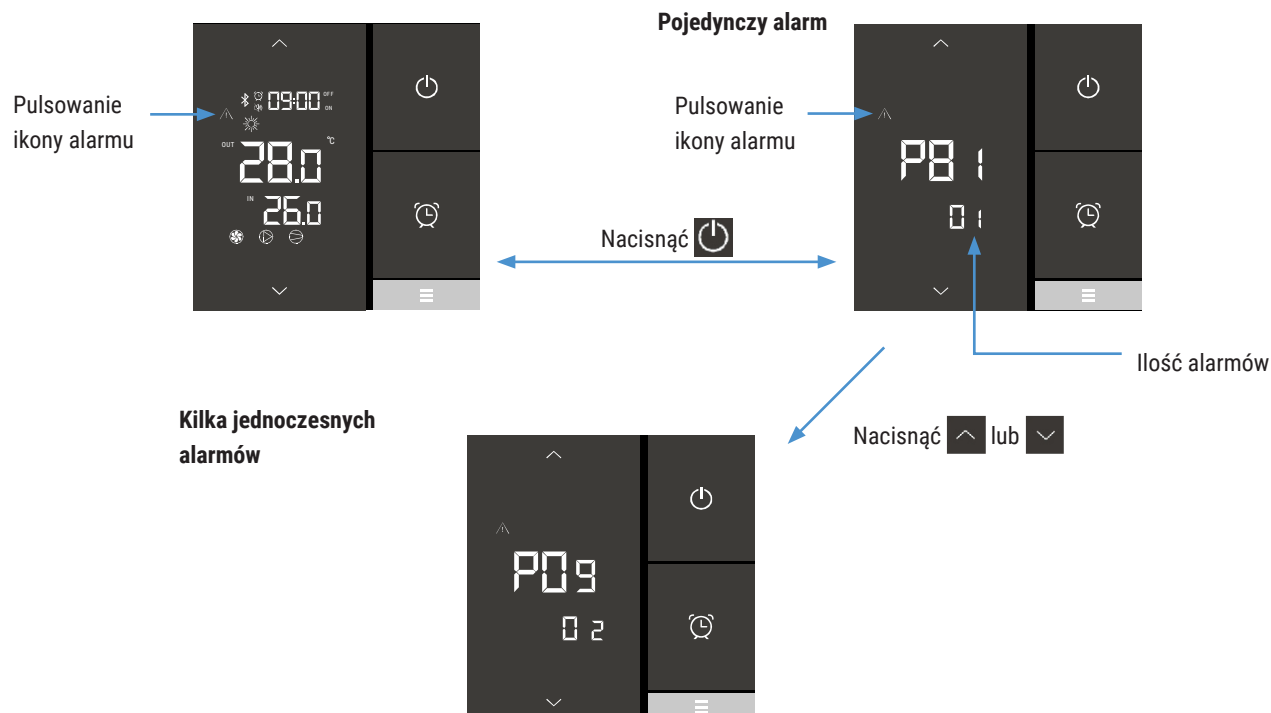 Pojedynczy alarm
Pulsowanie
ikony alarmu
09:00 OFF
ON
OUT 28.0 °C
IN 26.0
Nacisnąć
Pulsowanie
ikony alarmu
P81
01
Ilość alarmów
Nacisnąć lub
Kilka jednoczesnych
alarmów
P09
02